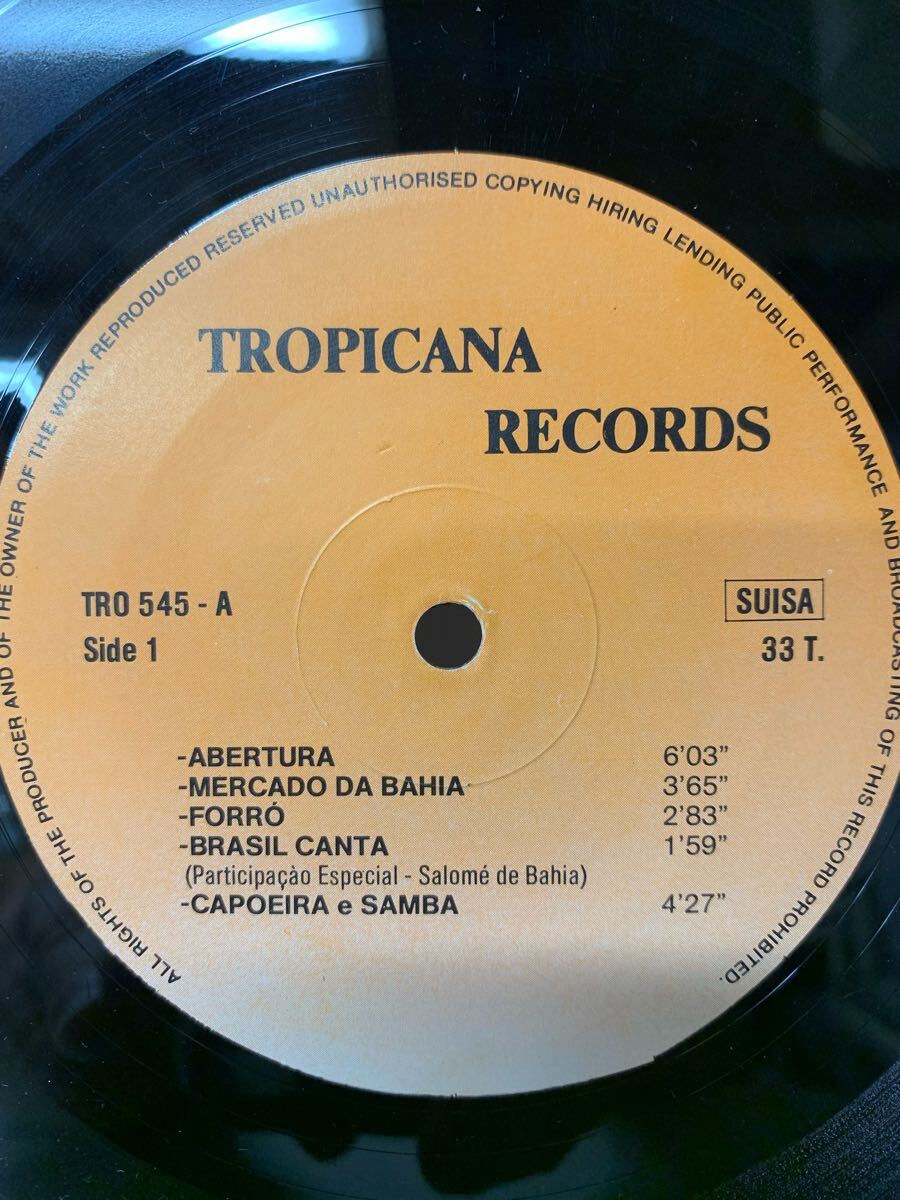 ALL RIGHTS OF THE PRODUCER AND OF THE OWNER OF THE WORK REPRODUCED RESERVED UNAUTHORISED COPYING HIRING LENDING PUBLIC PERFORMANCE AND BROADCASTING OF THIS RECORD PROHIBITED.
TROPICANA
RECORDS
TRO 545 - A
SUISA
Side 1
33 T.
-ABERTURA 6'03"
-MERCADO DA BAHIA 3'65"
-FORRÓ 2'83"
-BRASIL CANTA 1'59"
(Participaçào Especial - Salomé de Bahia)
-CAPOEIRA e SAMBA 4'27"